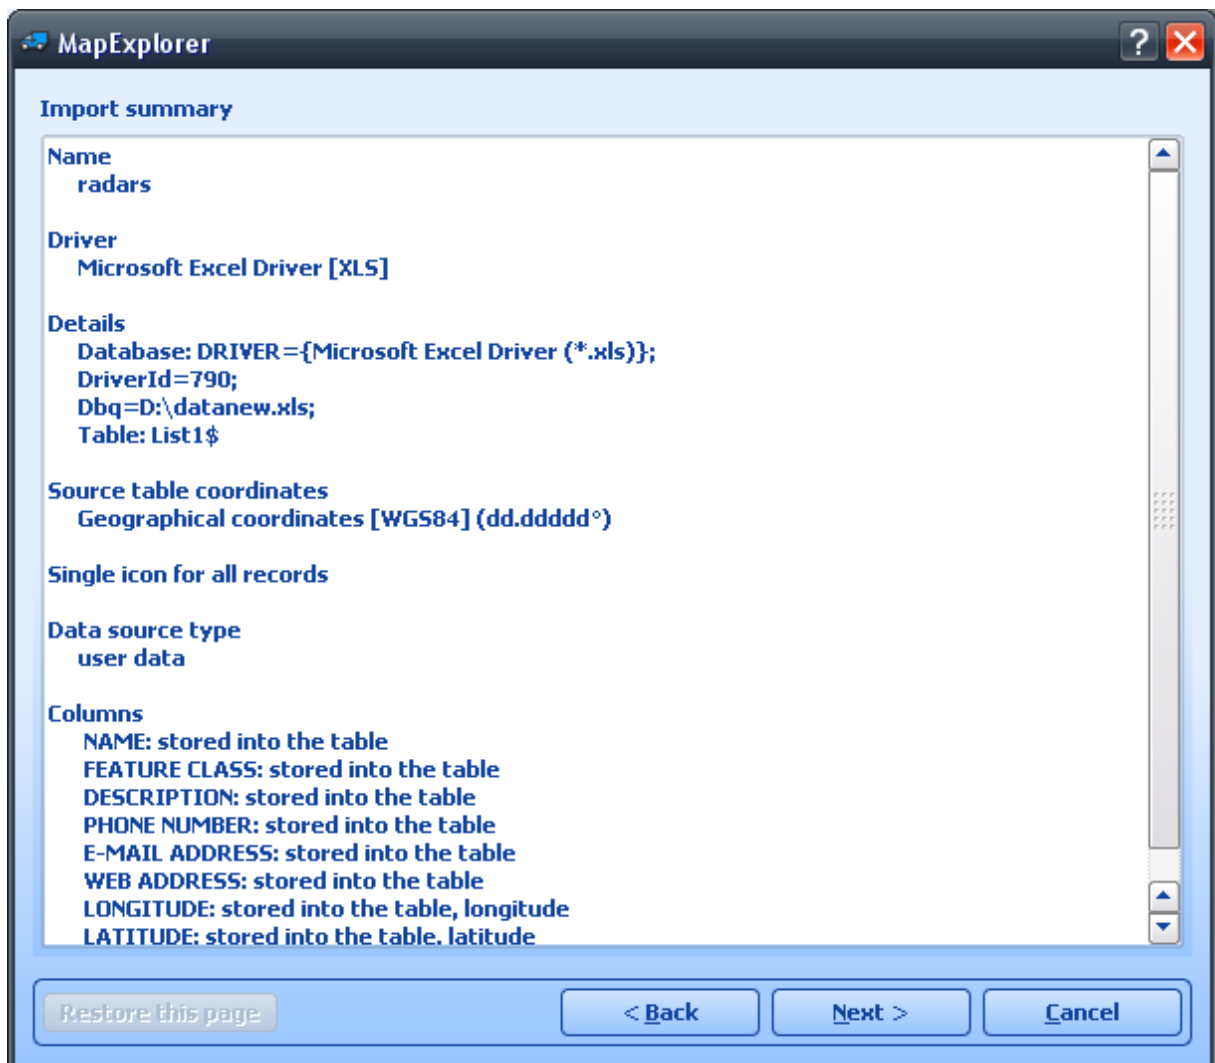 MapExplorer
?
Import summary
Name
radars
Driver
Microsoft Excel Driver [XLS]
Details
Database: DRIVER={Microsoft Excel Driver (*.xls)};
DriverId=790;
Dbq=D:\datanew.xls;
Table: List1$
Source table coordinates
Geographical coordinates [WGS84] (dd.ddddd°)
Single icon for all records
Data source type
user data
Columns
NAME: stored into the table
FEATURE CLASS: stored into the table
DESCRIPTION: stored into the table
PHONE NUMBER: stored into the table
E-MAIL ADDRESS: stored into the table
WEB ADDRESS: stored into the table
LONGITUDE: stored into the table, longitude
LATITUDE: stored into the table, latitude
Restore this page
< Back
Next >
Cancel